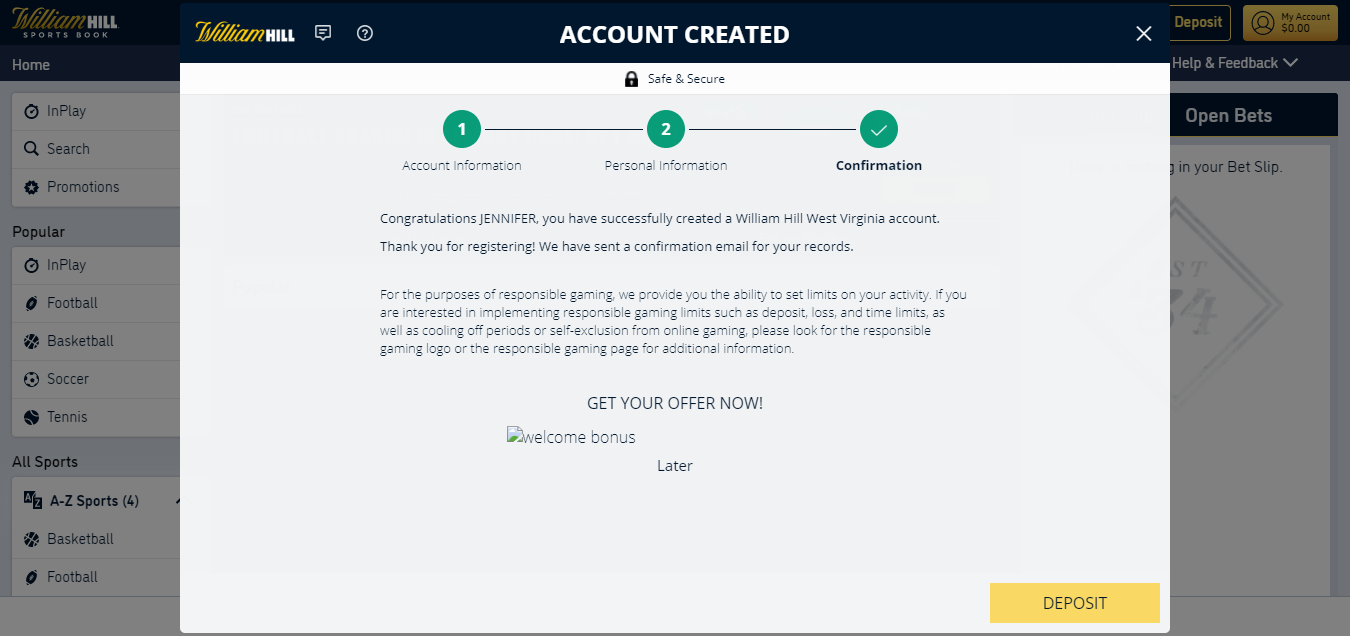 William HILL
SPORTS BOOK
Home
InPlay
Search
Promotions
Popular
InPlay
Football
Basketball
Soccer
Tennis
All Sports
A-Z Sports (4)
Basketball
Football
William HILL
ACCOUNT CREATED
Safe & Secure
1
2
Account Information
Personal Information
Confirmation
Congratulations JENNIFER, you have successfully created a William Hill West Virginia account.
Thank you for registering! We have sent a confirmation email for your records.
For the purposes of responsible gaming, we provide you the ability to set limits on your activity. If you
are interested in implementing responsible gaming limits such as deposit, loss, and time limits, as
well as cooling off periods or self-exclusion from online gaming, please look for the responsible
gaming logo or the responsible gaming page for additional information.
GET YOUR OFFER NOW!
welcome bonus
Later
DEPOSIT
Deposit
My Account
$0.00
Help & Feedback
Open Bets
in your Bet Slip.